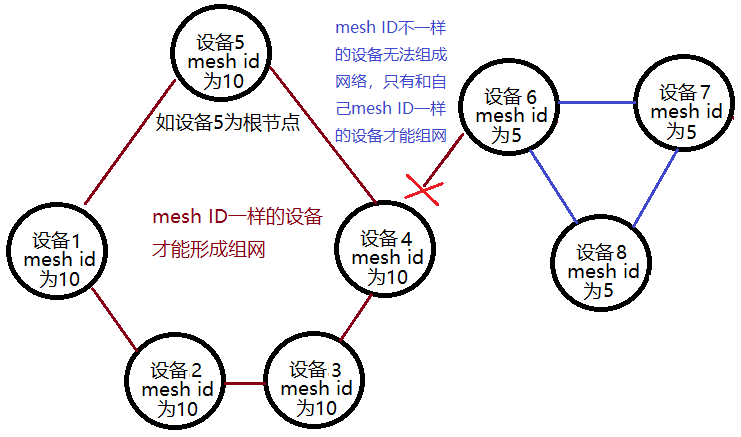 设备5
mesh id
为10
如设备5为根节点
mesh ID不一样
的设备无法组成
网络，只有和自
己mesh ID一样
的设备才能组网
设备6
mesh id
为5
设备7
mesh id
为5
设备8
mesh id
为5
mesh ID一样的设备
才能形成组网
设备1
mesh id
为10
设备4
mesh id
为10
设备2
mesh id
为10
设备3
mesh id
为10